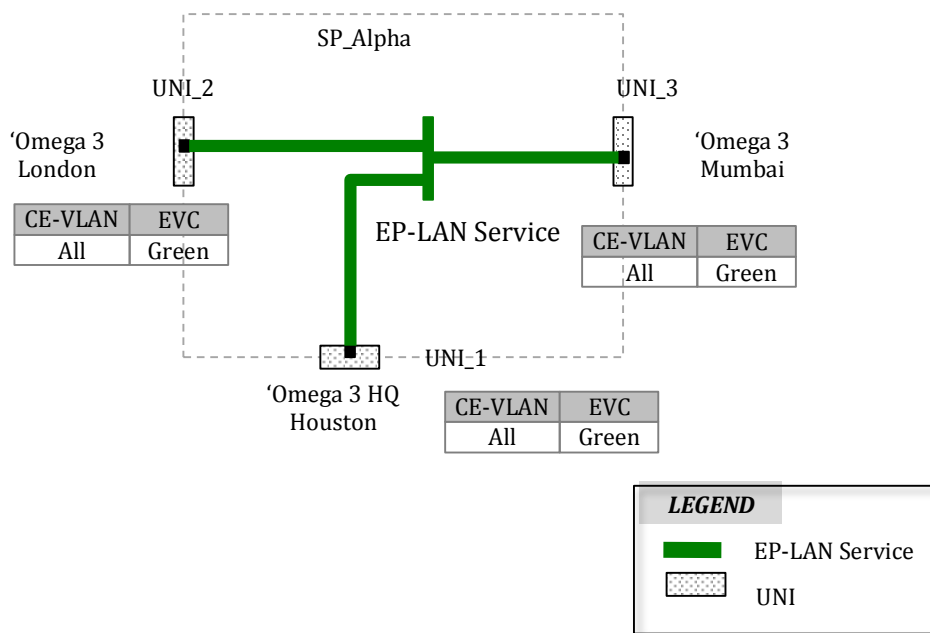 SP_Alpha
UNI_2
UNI_3
‘Omega 3
London
‘Omega 3
Mumbai
CE-VLAN EVC
All Green
EP-LAN Service
CE-VLAN EVC
All Green
UNI_1
‘Omega 3 HQ
Houston
CE-VLAN EVC
All Green
LEGEND
EP-LAN Service
UNI